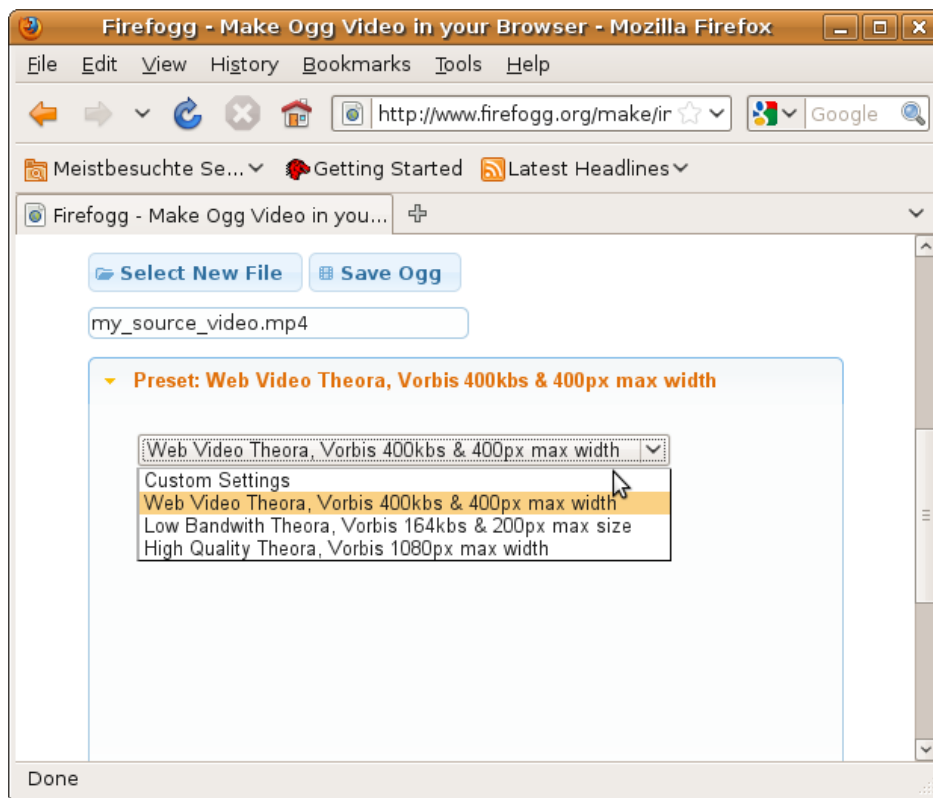 Firefogg - Make Ogg Video in your Browser - Mozilla Firefox
File Edit View History Bookmarks Tools Help
http://www.firefogg.org/make/ir Google
Meistbesuchte Se... Getting Started Latest Headlines
Firefogg - Make Ogg Video in you...
Select New File Save Ogg
my_source_video.mp4
Preset: Web Video Theora, Vorbis 400kbs & 400px max width
Web Video Theora, Vorbis 400kbs & 400px max width
Custom Settings
Web Video Theora, Vorbis 400kbs & 400px max width
Low Bandwith Theora, Vorbis 164kbs & 200px max size
High Quality Theora, Vorbis 1080px max width
Done